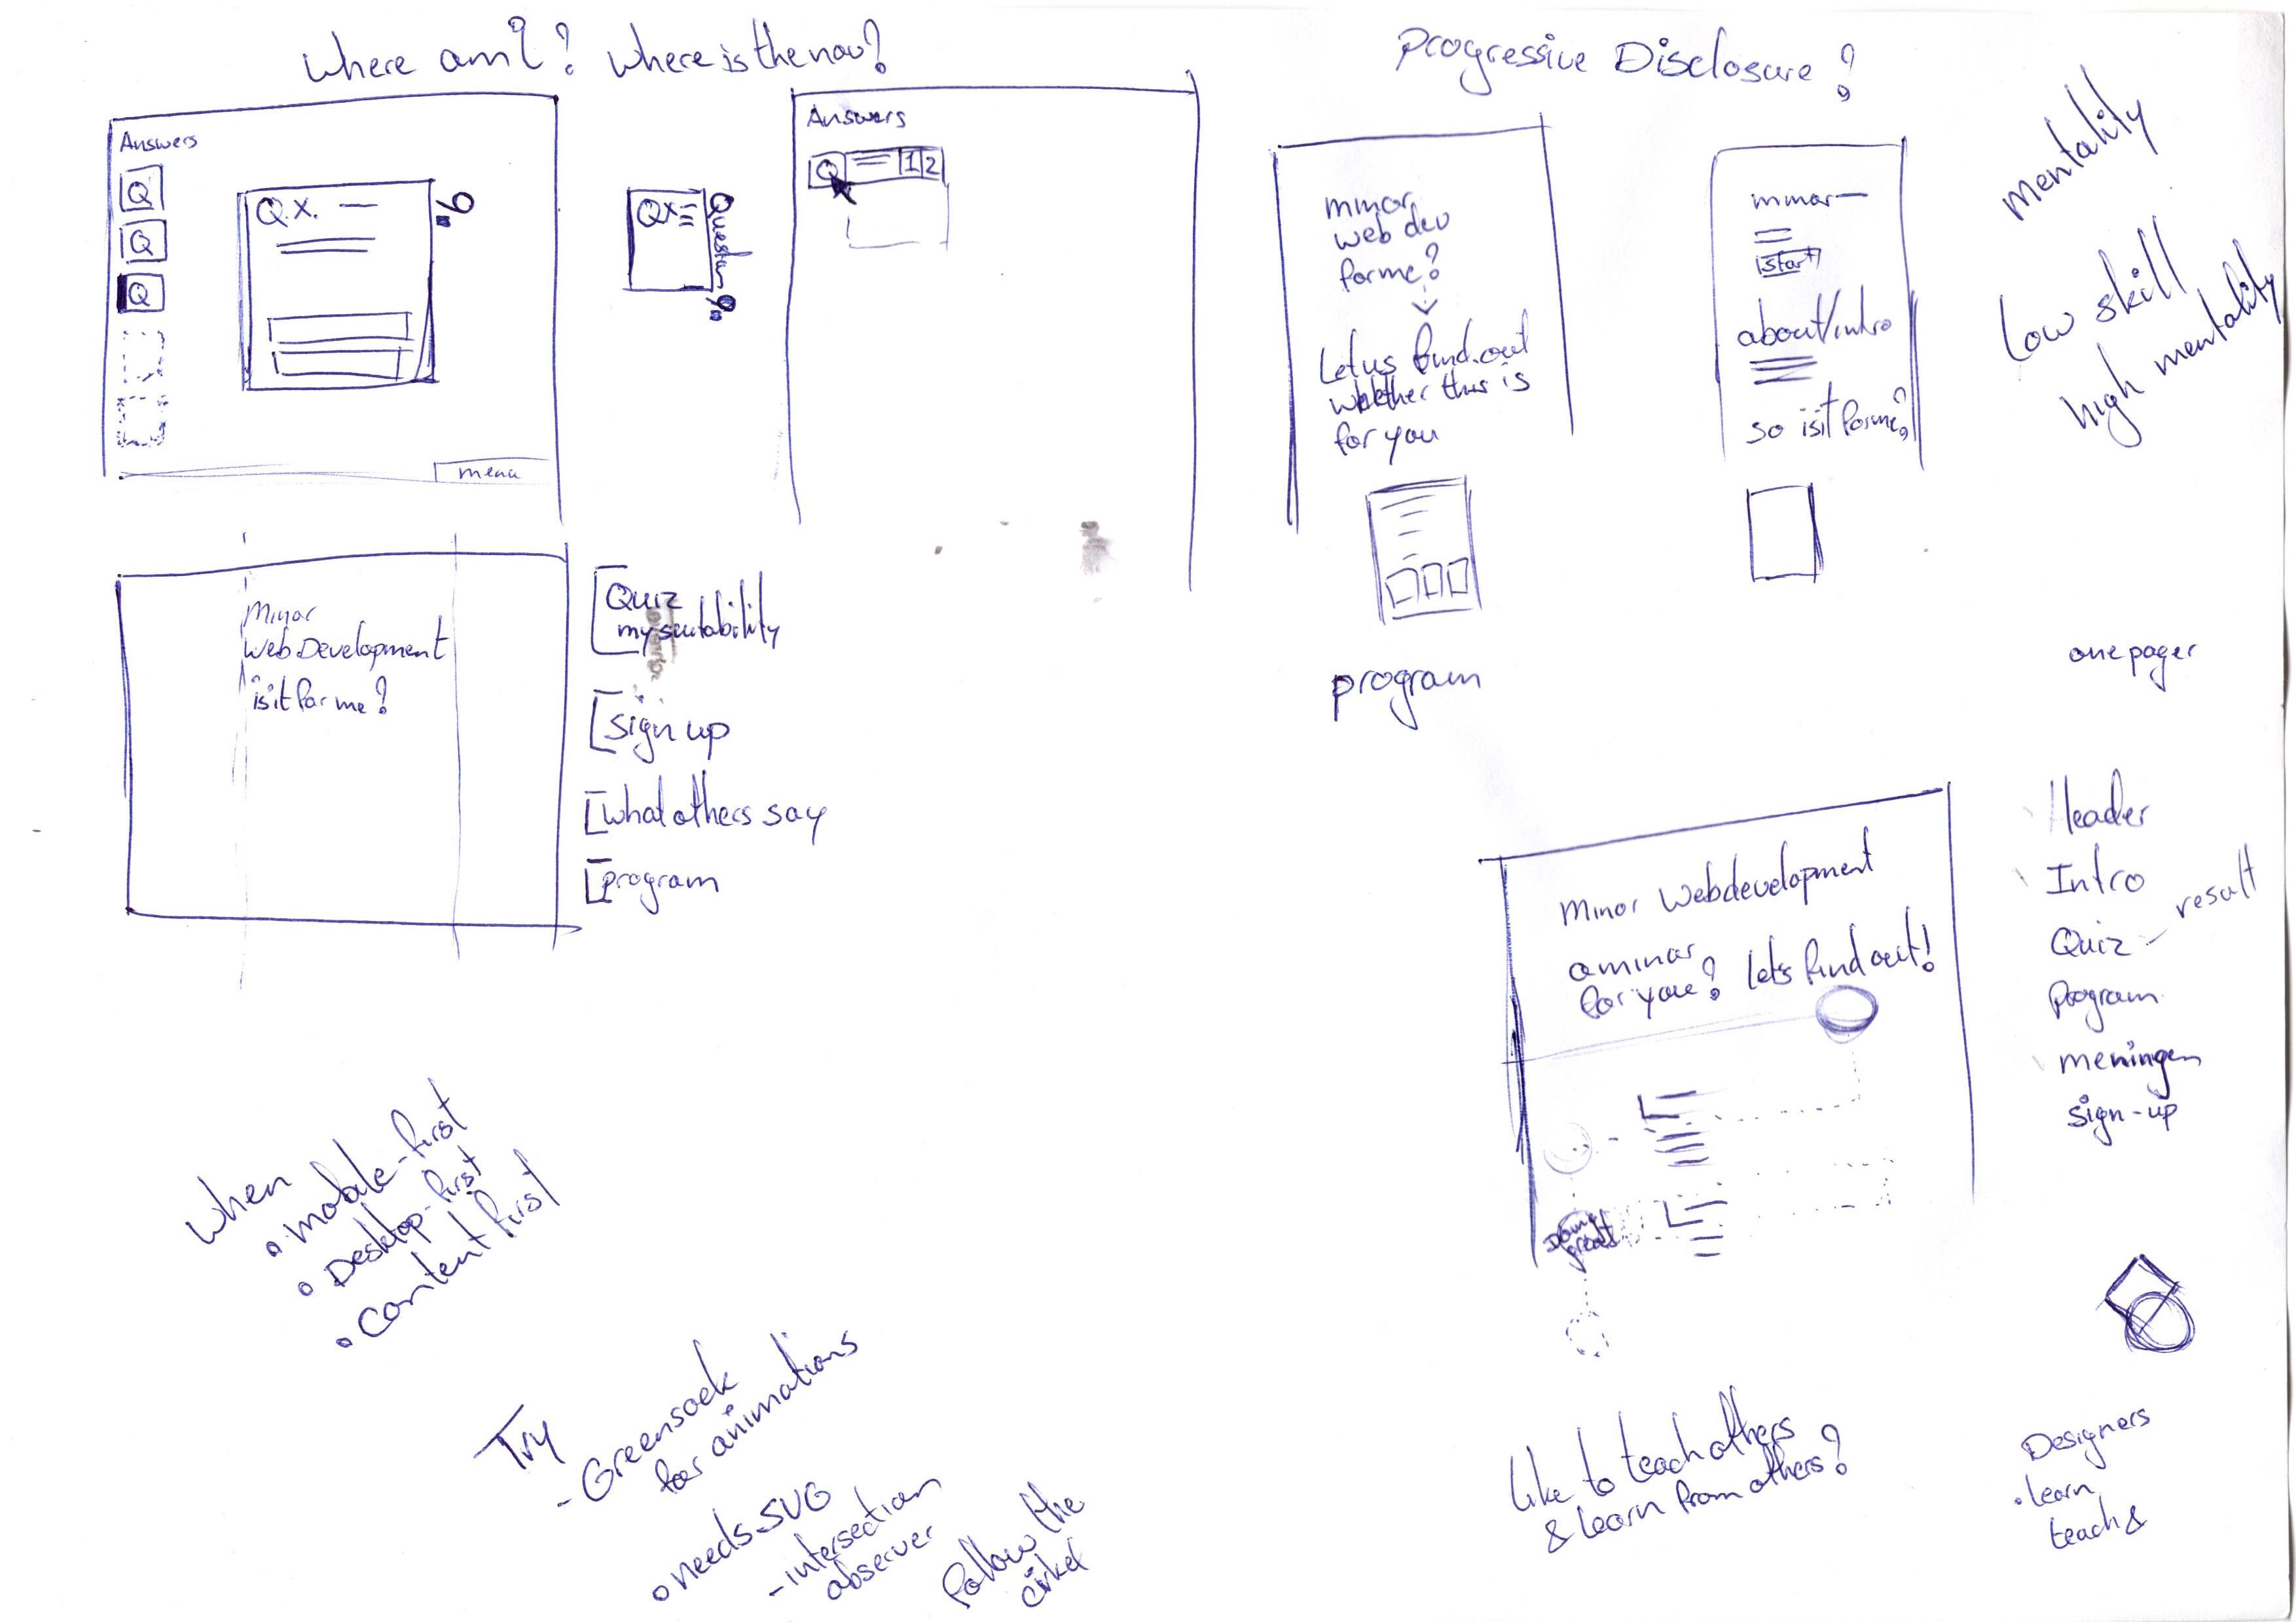 where am i? where is the nav?
Answers
Q
Q
Q
Q.X.
?
menu
QX
Question?
Answers
Q 1 2
Progressive Disclosure?
minor
web dev
for me?
Let us find out
whether this is
for you
program
minor
start
about/intro
so is it for me?
mentality
Low skill
high mentality
one pager
Minor
Web Development
is it for me?
Quiz
my suitability
sign up
what others say
program
Minor Webdevelopment
a minor
for you? Let's find out!
Doing
great
Header
Intro
Quiz - result
Program
meningen
sign-up
when
mobile-first
Desktop-first
Content first
Try
- Greensock
for animations
needs SVG
- intersection
observer
follow the
cirkel
Like to teach others
& learn from others?
Designers
learn
teach &